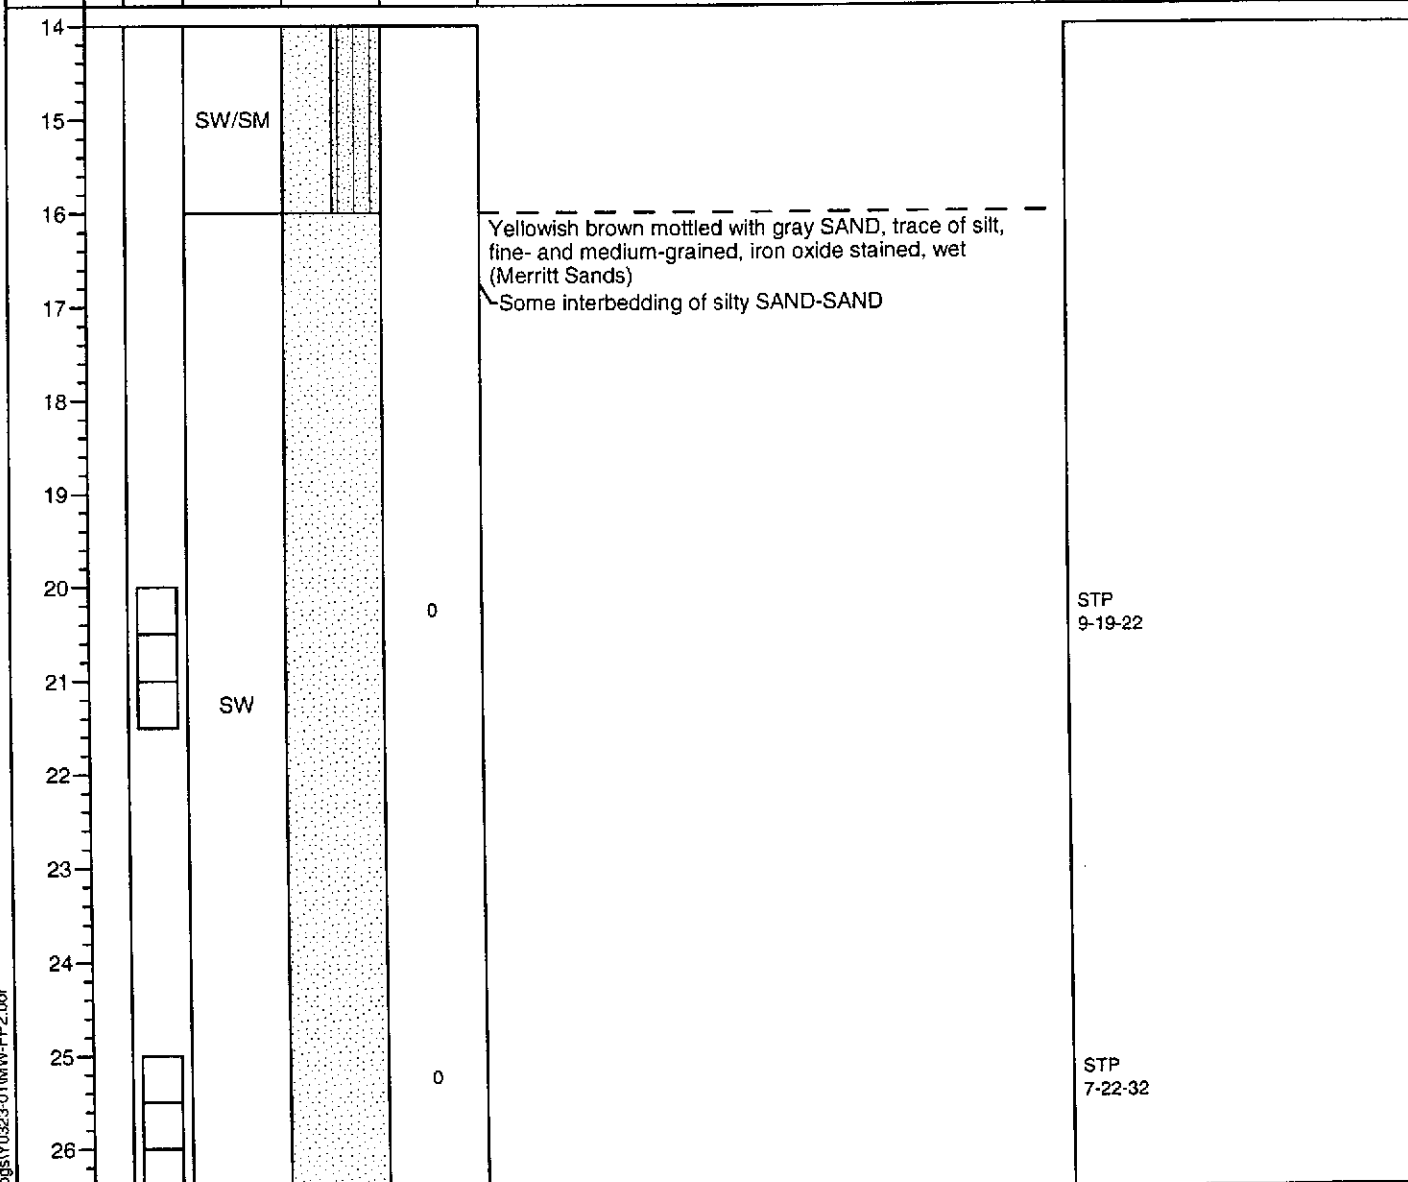 14
15
SW/SM
16
Yellowish brown mottled with gray SAND, trace of silt,
fine- and medium-grained, iron oxide stained, wet
(Merritt Sands)
17
Some interbedding of silty SAND-SAND
18
19
20
0
STP
9-19-22
21
SW
22
23
24
25
0
STP
7-22-32
26